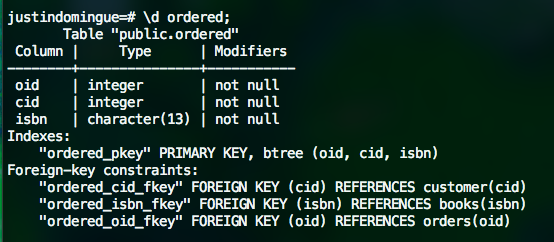 justindomingue=# \d ordered;
Table "public.ordered"
Column | Type | Modifiers
--------+---------------+-----------
oid | integer | not null
cid | integer | not null
isbn | character(13) | not null
Indexes:
"ordered_pkey" PRIMARY KEY, btree (oid, cid, isbn)
Foreign-key constraints:
"ordered_cid_fkey" FOREIGN KEY (cid) REFERENCES customer(cid)
"ordered_isbn_fkey" FOREIGN KEY (isbn) REFERENCES books(isbn)
"ordered_oid_fkey" FOREIGN KEY (oid) REFERENCES orders(oid)